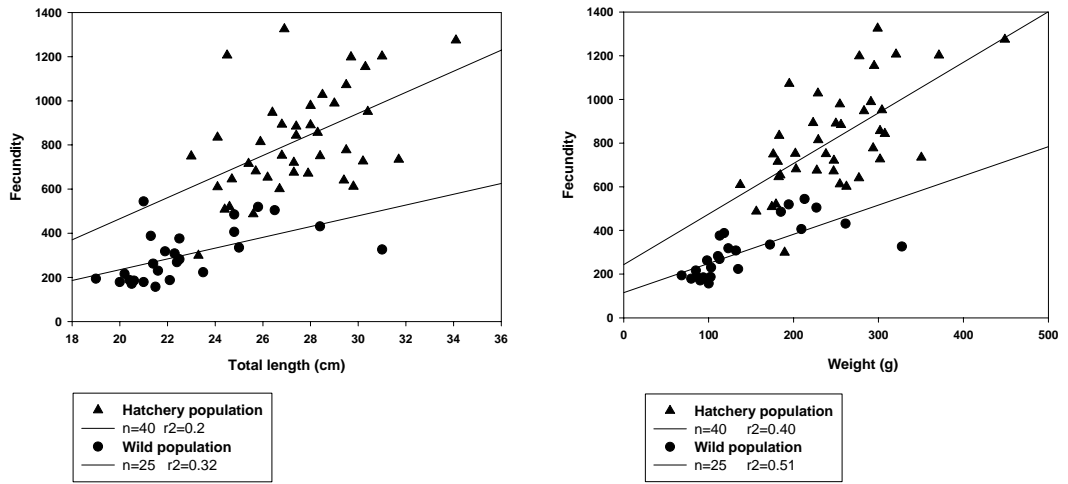 1400
1200
1000
800
600
400
200
0
Fecundity
18 20 22 24 26 28 30 32 34 36
Total length (cm)
Hatchery population
n=40 r2=0.2
Wild population
n=25 r2=0.32
1400
1200
1000
800
600
400
200
0
Fecundity
0 100 200 300 400 500
Weight (g)
Hatchery population
n=40 r2=0.40
Wild population
n=25 r2=0.51